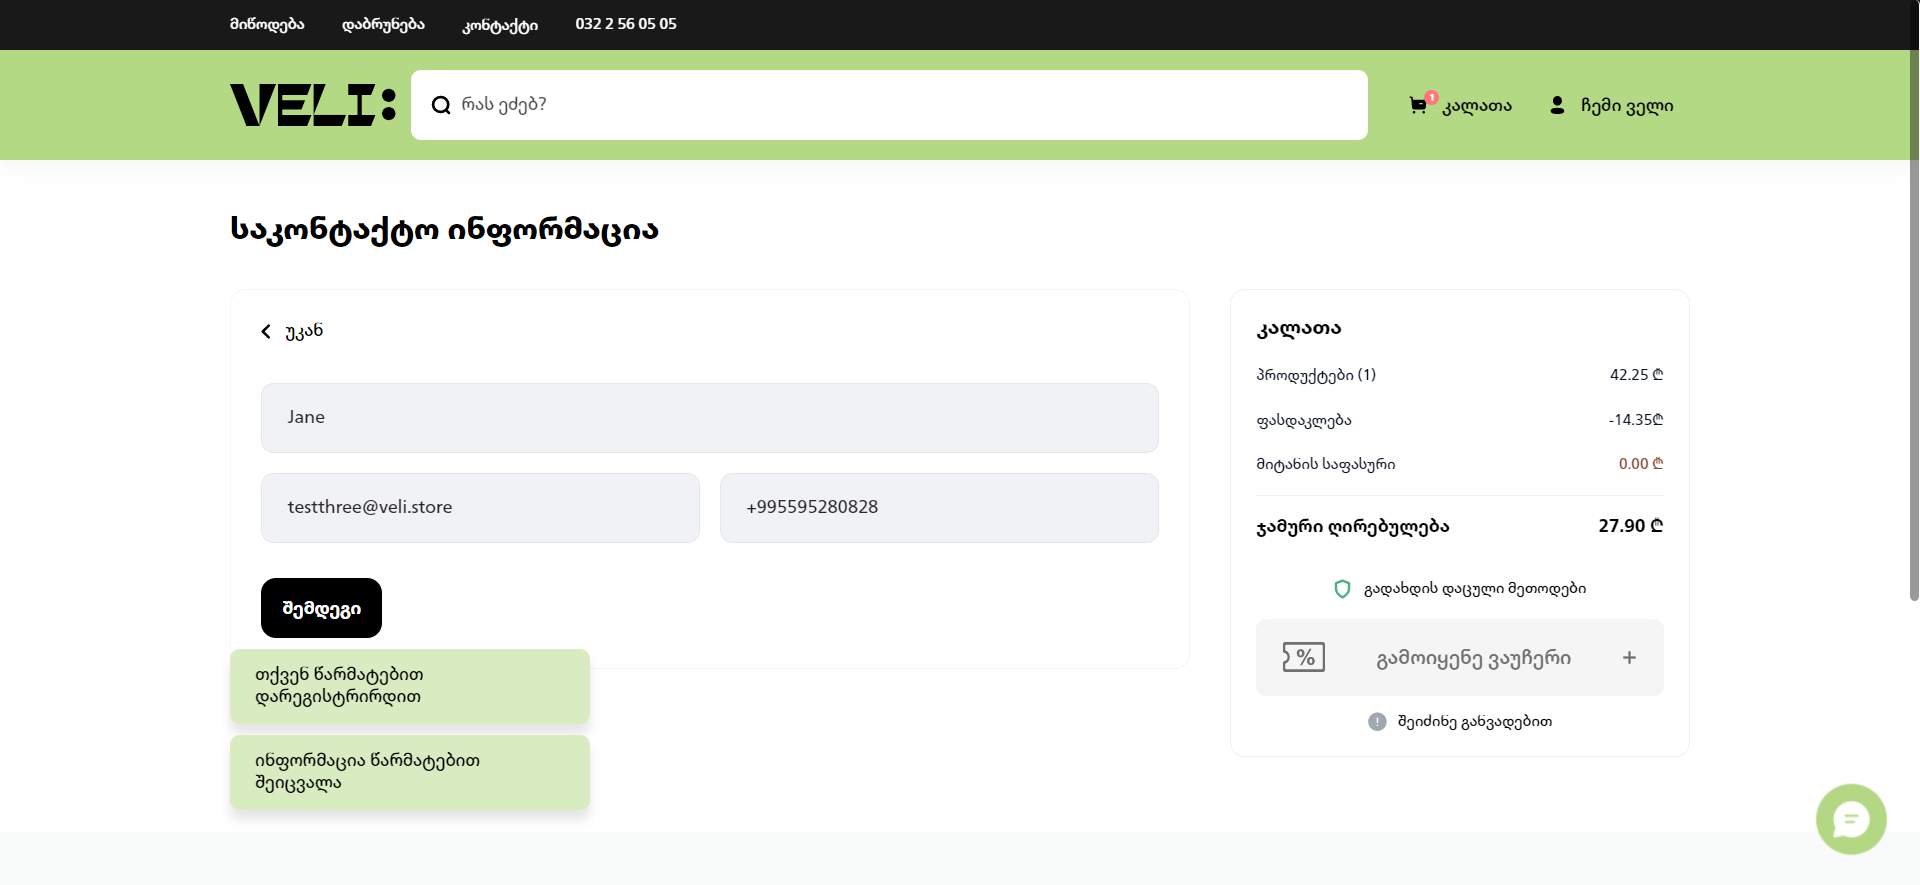 მიწოდება დაბრუნება კონტაქტი 032 2 56 05 05
VELI:
რას ეძებ?
1 კალათა ჩემი ველი
საკონტაქტო ინფორმაცია
უკან
Jane
testthree@veli.store +995595280828
შემდეგი
თქვენ წარმატებით
დარეგისტრირდით
ინფორმაცია წარმატებით
შეიცვალა
კალათა
პროდუქტები (1) 42.25 ₾
ფასდაკლება -14.35₾
მიტანის საფასური 0.00 ₾
ჯამური ღირებულება 27.90 ₾
გადახდის დაცული მეთოდები
% გამოიყენე ვაუჩერი +
! შეიძინე განვადებით